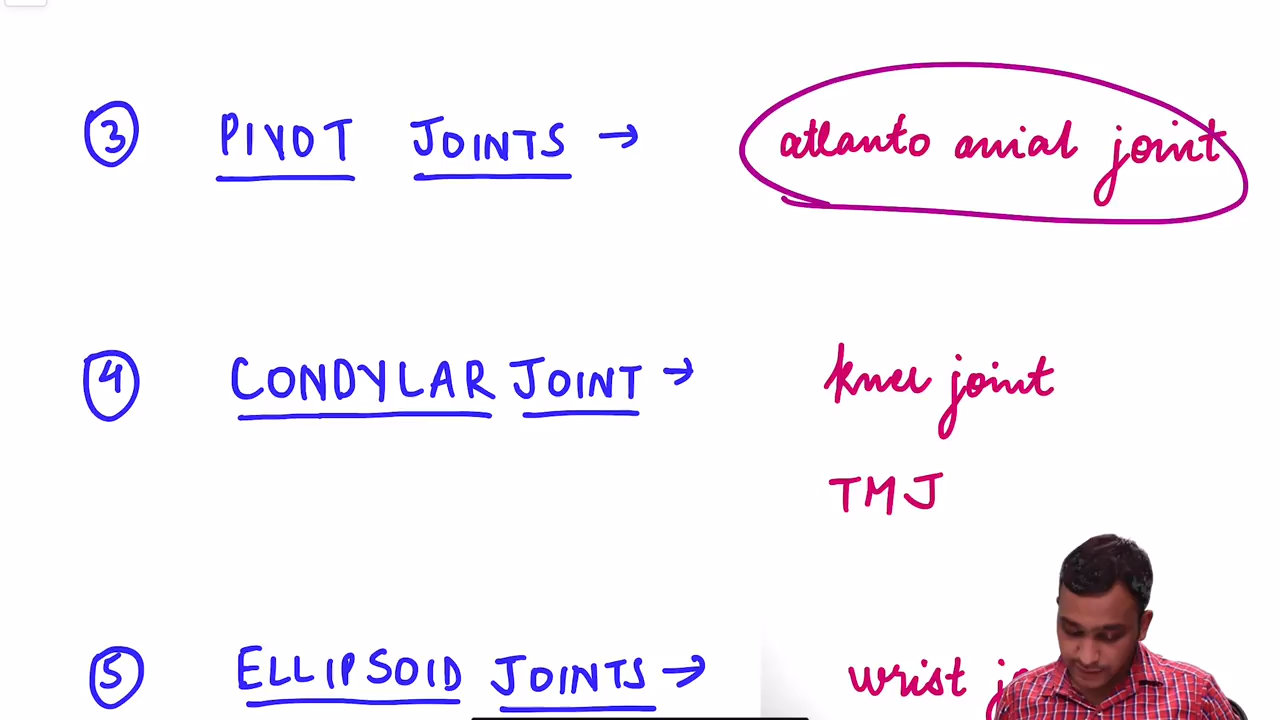 3 PIVOT JOINTS → atlanto axial joint
4 CONDYLAR JOINT → knee joint
TMJ
5 ELLIPSOID JOINTS → wrist